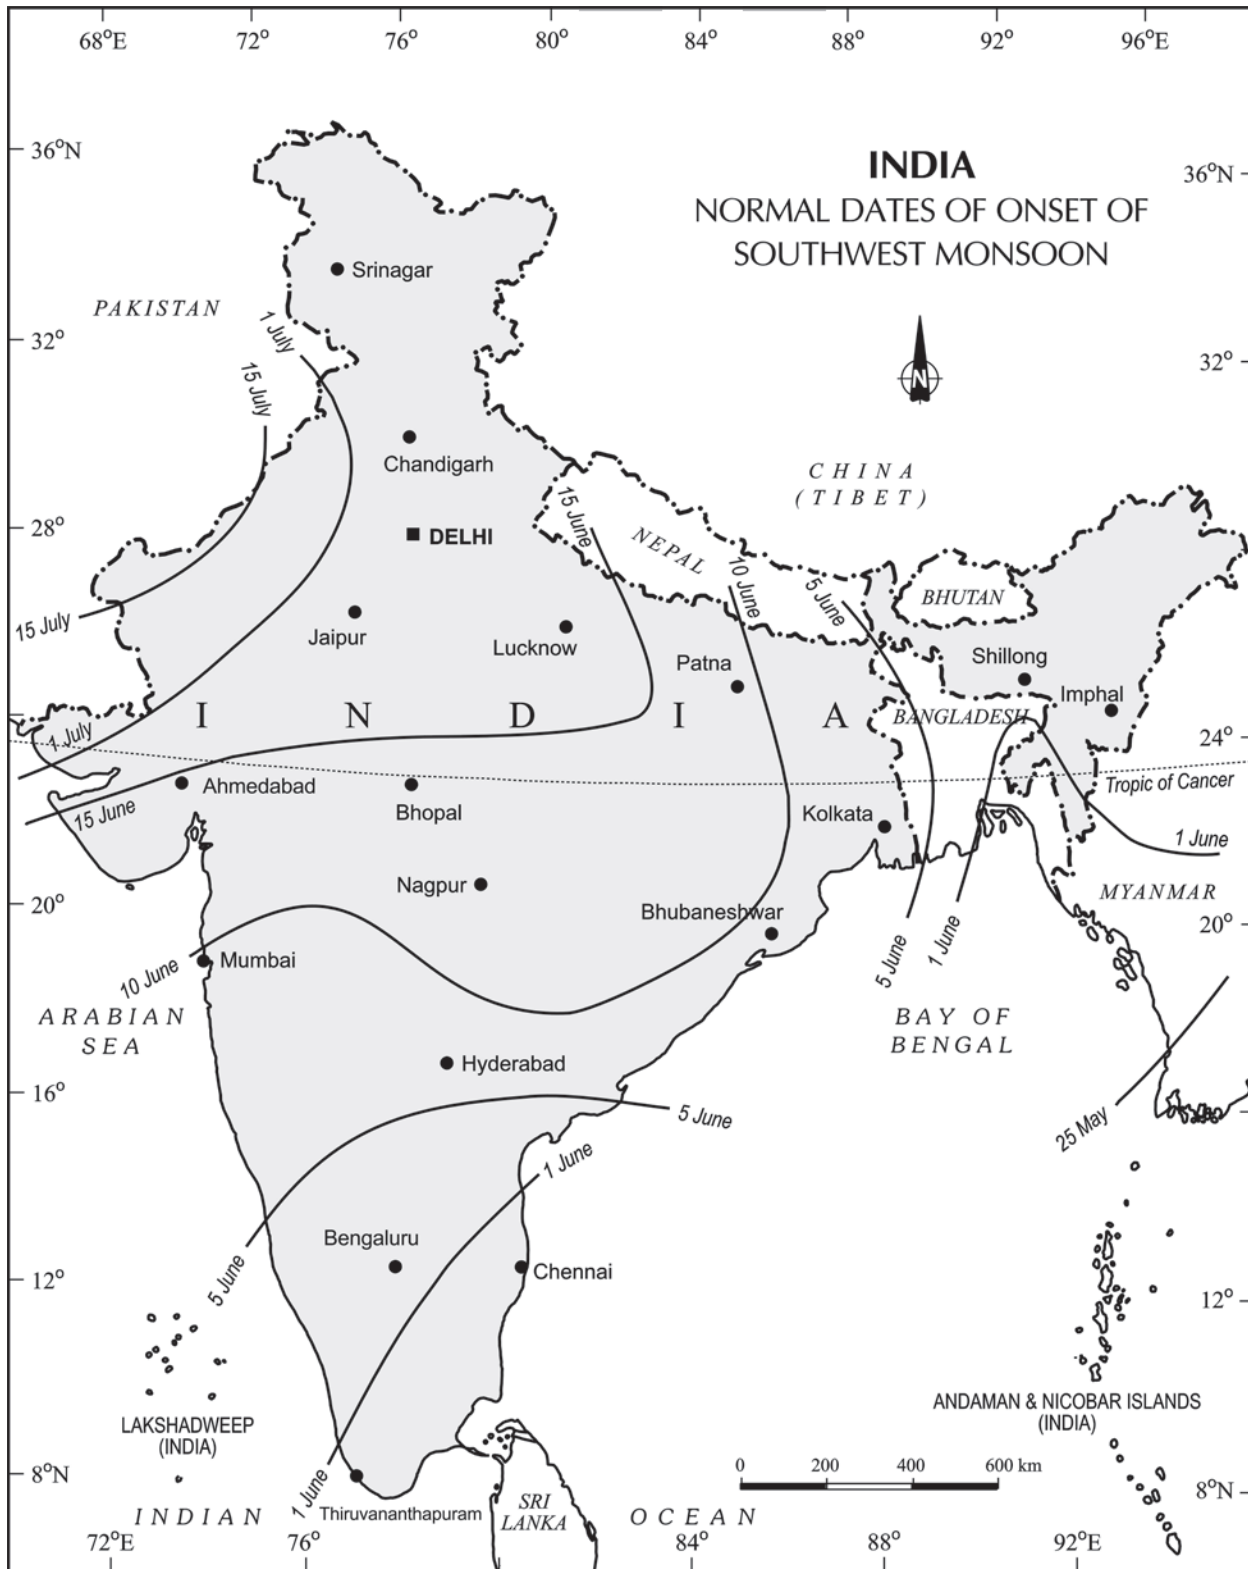 68°E 72° 76° 80° 84° 88° 92° 96°E
36°N
36°N
INDIA
NORMAL DATES OF ONSET OF
SOUTHWEST MONSOON
Srinagar
PAKISTAN
1 July
32°
32°
15 July
N
Chandigarh
CHINA
(TIBET)
15 June
28°
DELHI
NEPAL
10 June
5 June
BHUTAN
15 July
Jaipur
Lucknow
Patna
Shillong
Imphal
I N D I A
BANGLADESH
1 July
24°
Ahmedabad
Tropic of Cancer
15 June
Bhopal
Kolkata
1 June
Nagpur
MYANMAR
20°
Bhubaneshwar
20°
10 June
Mumbai
5 June
1 June
ARABIAN
SEA
BAY OF
BENGAL
Hyderabad
16°
5 June
25 May
1 June
Bengaluru
5 June
Chennai
12°
12°
LAKSHADWEEP
(INDIA)
ANDAMAN & NICOBAR ISLANDS
(INDIA)
8°N
1 June
0 200 400 600 km
8°N
Thiruvananthapuram
SRI
LANKA
INDIAN OCEAN
72°E 76° 84° 88° 92°E